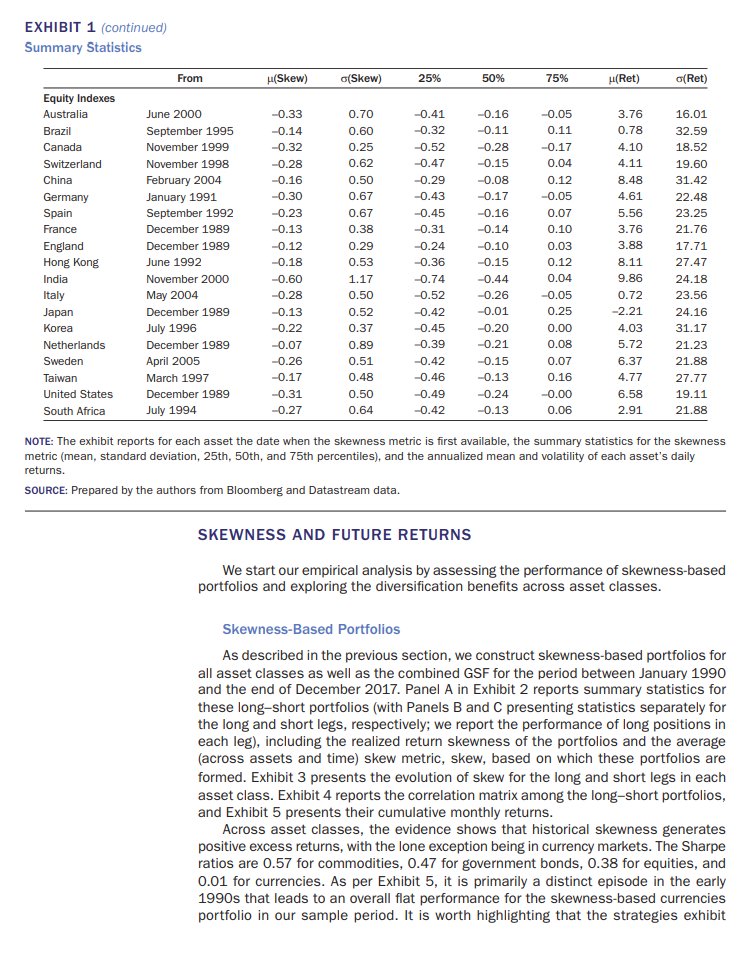 EXHIBIT 1 (continued)
Summary Statistics
From μ(Skew) σ(Skew) 25% 50% 75% μ(Ret) σ(Ret)
Equity Indexes
Australia June 2000 –0.33 0.70 –0.41 –0.16 –0.05 3.76 16.01
Brazil September 1995 –0.14 0.60 –0.32 –0.11 0.11 0.78 32.59
Canada November 1999 –0.32 0.25 –0.52 –0.28 –0.17 4.10 18.52
Switzerland November 1998 –0.28 0.62 –0.47 –0.15 0.04 4.11 19.60
China February 2004 –0.16 0.50 –0.29 –0.08 0.12 8.48 31.42
Germany January 1991 –0.30 0.67 –0.43 –0.17 –0.05 4.61 22.48
Spain September 1992 –0.23 0.67 –0.45 –0.16 0.07 5.56 23.25
France December 1989 –0.13 0.38 –0.31 –0.14 0.10 3.76 21.76
England December 1989 –0.12 0.29 –0.24 –0.10 0.03 3.88 17.71
Hong Kong June 1992 –0.18 0.53 –0.36 –0.15 0.12 8.11 27.47
India November 2000 –0.60 1.17 –0.74 –0.44 0.04 9.86 24.18
Italy May 2004 –0.28 0.50 –0.52 –0.26 –0.05 0.72 23.56
Japan December 1989 –0.13 0.52 –0.42 –0.01 0.25 –2.21 24.16
Korea July 1996 –0.22 0.37 –0.45 –0.20 0.00 4.03 31.17
Netherlands December 1989 –0.07 0.89 –0.39 –0.21 0.08 5.72 21.23
Sweden April 2005 –0.26 0.51 –0.42 –0.15 0.07 6.37 21.88
Taiwan March 1997 –0.17 0.48 –0.46 –0.13 0.16 4.77 27.77
United States December 1989 –0.31 0.50 –0.49 –0.24 –0.00 6.58 19.11
South Africa July 1994 –0.27 0.64 –0.42 –0.13 0.06 2.91 21.88
NOTE: The exhibit reports for each asset the date when the skewness metric is first available, the summary statistics for the skewness
metric (mean, standard deviation, 25th, 50th, and 75th percentiles), and the annualized mean and volatility of each asset's daily
returns.
SOURCE: Prepared by the authors from Bloomberg and Datastream data.
SKEWNESS AND FUTURE RETURNS
We start our empirical analysis by assessing the performance of skewness-based
portfolios and exploring the diversification benefits across asset classes.
Skewness-Based Portfolios
As described in the previous section, we construct skewness-based portfolios for
all asset classes as well as the combined GSF for the period between January 1990
and the end of December 2017. Panel A in Exhibit 2 reports summary statistics for
these long–short portfolios (with Panels B and C presenting statistics separately for
the long and short legs, respectively; we report the performance of long positions in
each leg), including the realized return skewness of the portfolios and the average
(across assets and time) skew metric, skew, based on which these portfolios are
formed. Exhibit 3 presents the evolution of skew for the long and short legs in each
asset class. Exhibit 4 reports the correlation matrix among the long–short portfolios,
and Exhibit 5 presents their cumulative monthly returns.
Across asset classes, the evidence shows that historical skewness generates
positive excess returns, with the lone exception being in currency markets. The Sharpe
ratios are 0.57 for commodities, 0.47 for government bonds, 0.38 for equities, and
0.01 for currencies. As per Exhibit 5, it is primarily a distinct episode in the early
1990s that leads to an overall flat performance for the skewness-based currencies
portfolio in our sample period. It is worth highlighting that the strategies exhibit